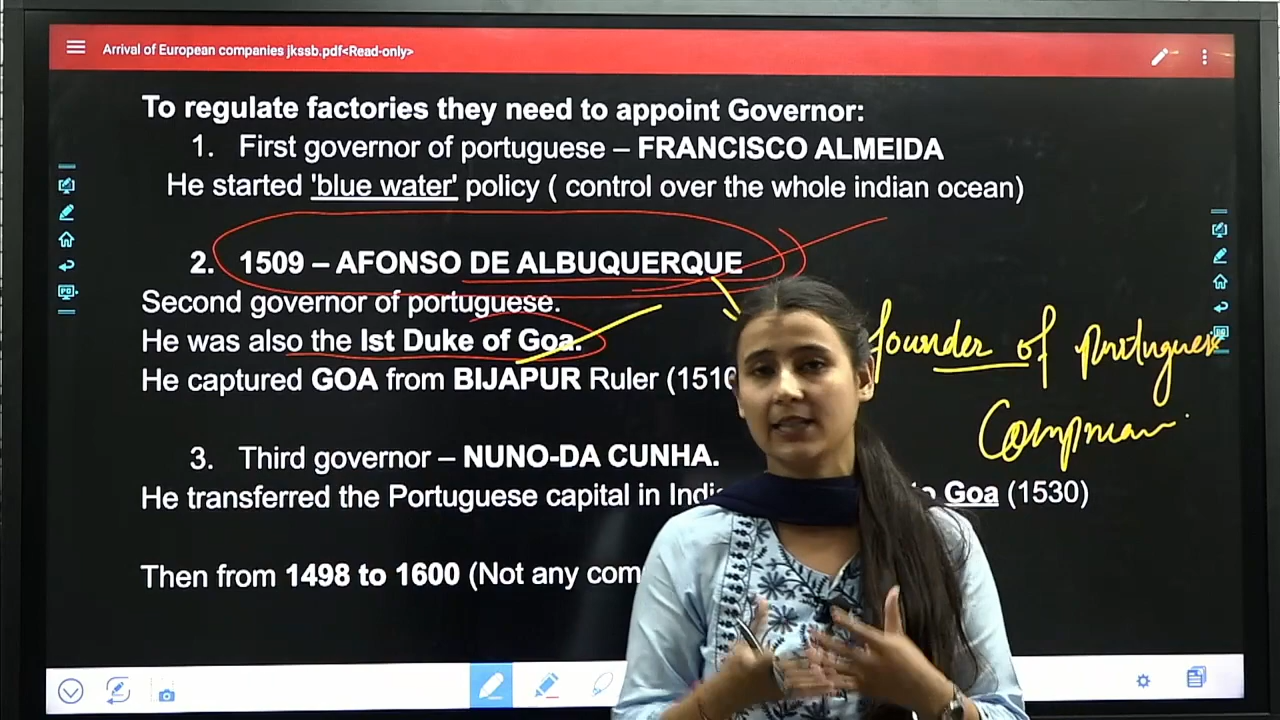 Arrival of European companies jkssb.pdf<Read-only>
To regulate factories they need to appoint Governor:
1. First governor of portuguese – FRANCISCO ALMEIDA
He started 'blue water' policy ( control over the whole indian ocean)
2. 1509 – AFONSO DE ALBUQUERQUE
Second governor of portuguese.
He was also the Ist Duke of Goa.
He captured GOA from BIJAPUR Ruler (1510
founder of Portuguese
3. Third governor – NUNO-DA CUNHA.
He transferred the Portuguese capital in to Goa (1530)
Then from 1498 to 1600 (Not any